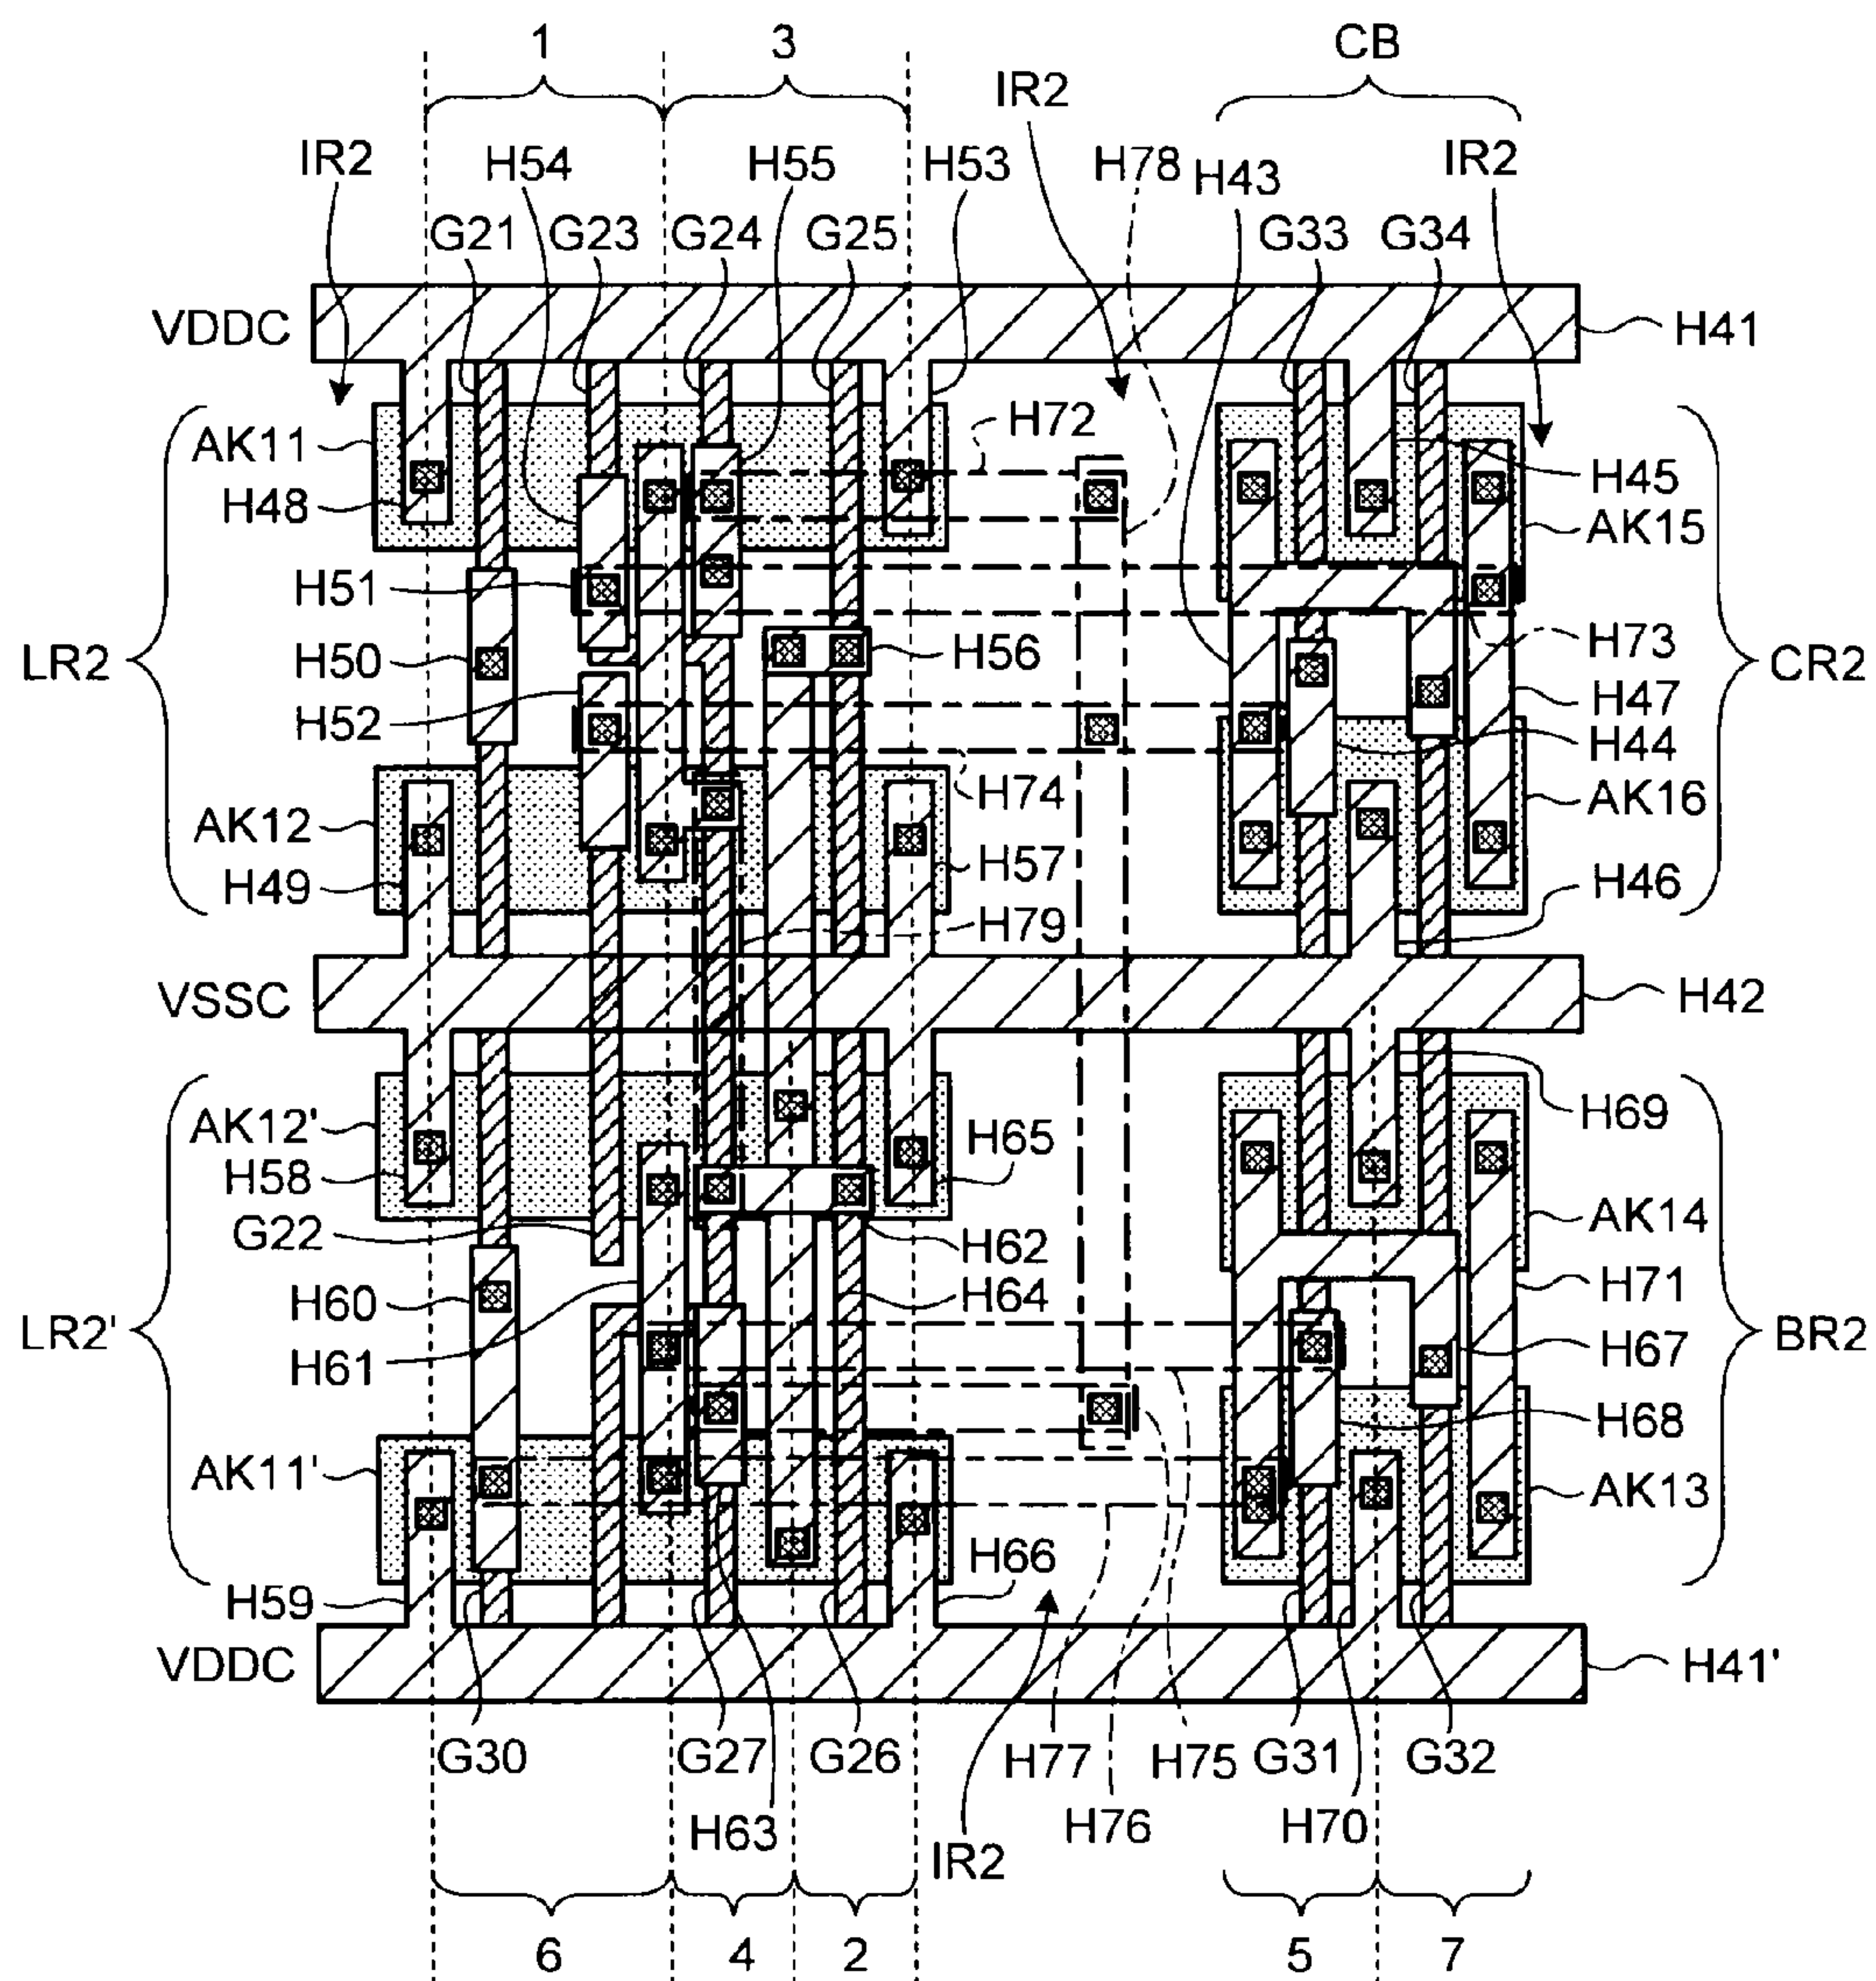 1 3 CB
IR2
IR2 H54 H55 H53 H78 H43 IR2
G21 G23 G24 G25 G33 G34
VDDC H41
H72
AK11 H45
H48 AK15
H51
H73
LR2 H50 H56 CR2
H47
H52 H44
H74
AK12 AK16
H57
H49 H46
H79
VSSC H42
H69
AK12'
H65
H58
AK14
G22 H62
H60 H64 H71
LR2' BR2
H61 H67
H68
AK11' AK13
H66
H59
VDDC H41'
G30 G27 G26 H77 H75 G31 G32
H63 H76 H70
IR2
6 4 2 5 7